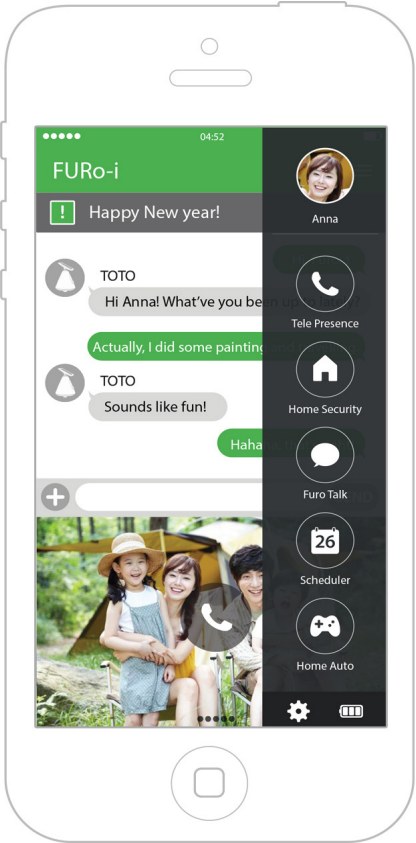 04:52
FURo-i
! Happy New year!
Anna
TOTO
Hi Anna! What've you been up to lately?
Tele Presence
Actually, I did some painting
TOTO
Home Security
Sounds like fun!
Haha
Furo Talk
26
Scheduler
Home Auto